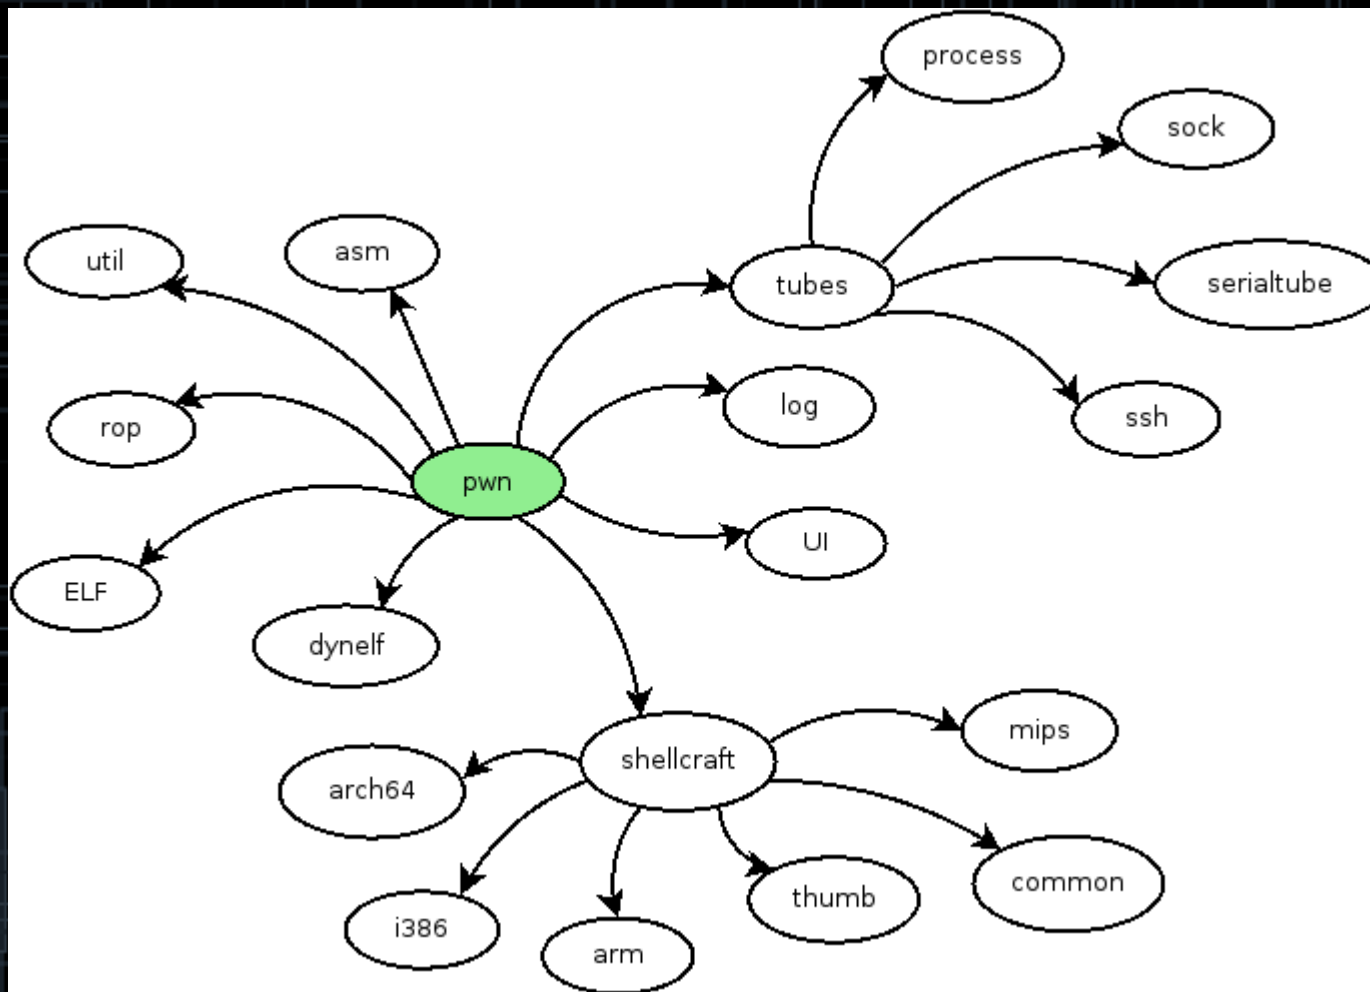 process
sock
util
asm
tubes
serialtube
rop
log
ssh
pwn
UI
ELF
dynelf
shellcraft
mips
arch64
thumb
common
i386
arm